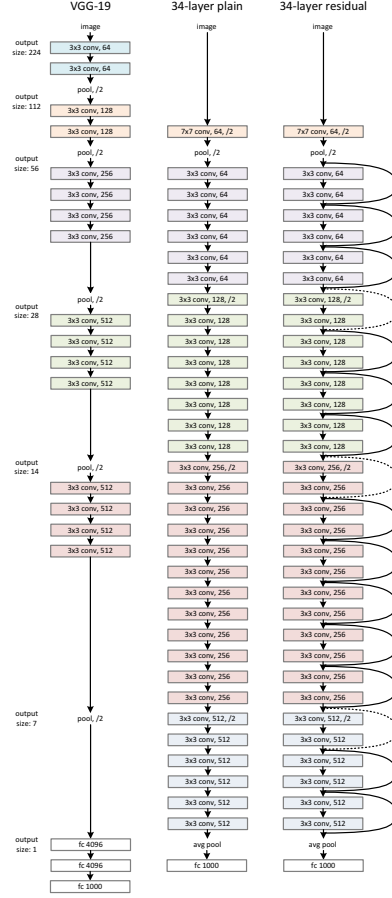 VGG-19
image
output
size: 224
3x3 conv, 64
3x3 conv, 64
pool, /2
output
size: 112
3x3 conv, 128
3x3 conv, 128
pool, /2
output
size: 56
3x3 conv, 256
3x3 conv, 256
3x3 conv, 256
3x3 conv, 256
pool, /2
output
size: 28
3x3 conv, 512
3x3 conv, 512
3x3 conv, 512
3x3 conv, 512
pool, /2
output
size: 14
3x3 conv, 512
3x3 conv, 512
3x3 conv, 512
3x3 conv, 512
pool, /2
output
size: 7
output
size: 1
fc 4096
fc 4096
fc 1000
34-layer plain
image
7x7 conv, 64, /2
pool, /2
3x3 conv, 64
3x3 conv, 64
3x3 conv, 64
3x3 conv, 64
3x3 conv, 64
3x3 conv, 64
3x3 conv, 128, /2
3x3 conv, 128
3x3 conv, 128
3x3 conv, 128
3x3 conv, 128
3x3 conv, 128
3x3 conv, 128
3x3 conv, 128
3x3 conv, 256, /2
3x3 conv, 256
3x3 conv, 256
3x3 conv, 256
3x3 conv, 256
3x3 conv, 256
3x3 conv, 256
3x3 conv, 256
3x3 conv, 256
3x3 conv, 256
3x3 conv, 256
3x3 conv, 256
3x3 conv, 512, /2
3x3 conv, 512
3x3 conv, 512
3x3 conv, 512
3x3 conv, 512
3x3 conv, 512
avg pool
fc 1000
34-layer residual
image
7x7 conv, 64, /2
pool, /2
3x3 conv, 64
3x3 conv, 64
3x3 conv, 64
3x3 conv, 64
3x3 conv, 64
3x3 conv, 64
3x3 conv, 128, /2
3x3 conv, 128
3x3 conv, 128
3x3 conv, 128
3x3 conv, 128
3x3 conv, 128
3x3 conv, 128
3x3 conv, 128
3x3 conv, 256, /2
3x3 conv, 256
3x3 conv, 256
3x3 conv, 256
3x3 conv, 256
3x3 conv, 256
3x3 conv, 256
3x3 conv, 256
3x3 conv, 256
3x3 conv, 256
3x3 conv, 256
3x3 conv, 256
3x3 conv, 512, /2
3x3 conv, 512
3x3 conv, 512
3x3 conv, 512
3x3 conv, 512
3x3 conv, 512
avg pool
fc 1000